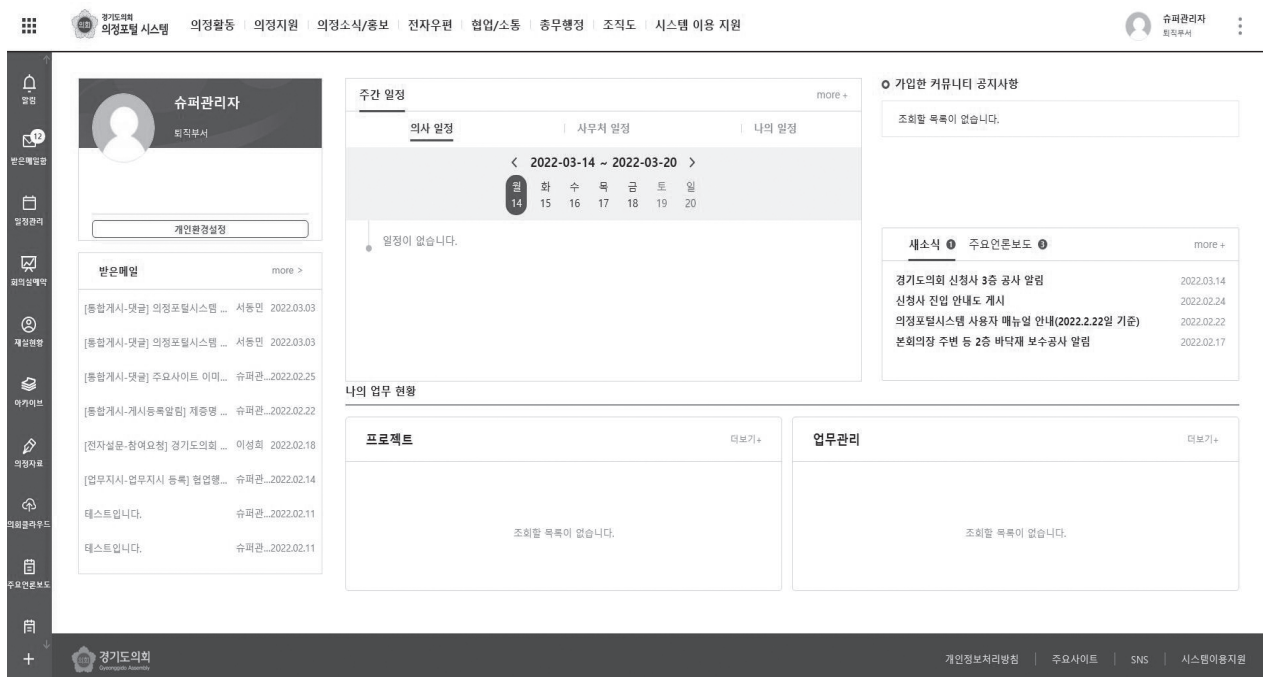 경기도의회
의정포털 시스템
의정활동 의정지원 의정소식/홍보 전자우편 협업/소통 총무행정 조직도 시스템 이용 지원
슈퍼관리자
퇴직부서
알림
12
받은메일함
일정관리
회의실예약
재실현황
아카이브
의정자료
의회클라우드
주요언론보도
슈퍼관리자
퇴직부서
개인환경설정
받은메일 more >
[통합게시-댓글] 의정포털시스템 ... 서동민 2022.03.03
[통합게시-댓글] 의정포털시스템 ... 서동민 2022.03.03
[통합게시-댓글] 주요사이트 이미... 슈퍼관...2022.02.25
[통합게시-게시등록알림] 제증명 ... 슈퍼관...2022.02.22
[전자설문-참여요청] 경기도의회 ... 이성희 2022.02.18
[업무지시-업무지시 등록] 협업행... 슈퍼관...2022.02.14
테스트입니다. 슈퍼관...2022.02.11
테스트입니다. 슈퍼관...2022.02.11
주간 일정 more +
의사 일정 사무처 일정 나의 일정
< 2022-03-14 ~ 2022-03-20 >
월 화 수 목 금 토 일
14 15 16 17 18 19 20
일정이 없습니다.
가입한 커뮤니티 공지사항
조회할 목록이 없습니다.
새소식 1 주요언론보도 3 more +
경기도의회 신청사 3층 공사 알림 2022.03.14
신청사 진입 안내도 게시 2022.02.24
의정포털시스템 사용자 매뉴얼 안내(2022.2.22일 기준) 2022.02.22
본회의장 주변 등 2층 바닥재 보수공사 알림 2022.02.17
나의 업무 현황
프로젝트 더보기+
조회할 목록이 없습니다.
업무관리 더보기+
조회할 목록이 없습니다.
경기도의회
Gyeonggido Assembly
개인정보처리방침 주요사이트 SNS 시스템이용지원